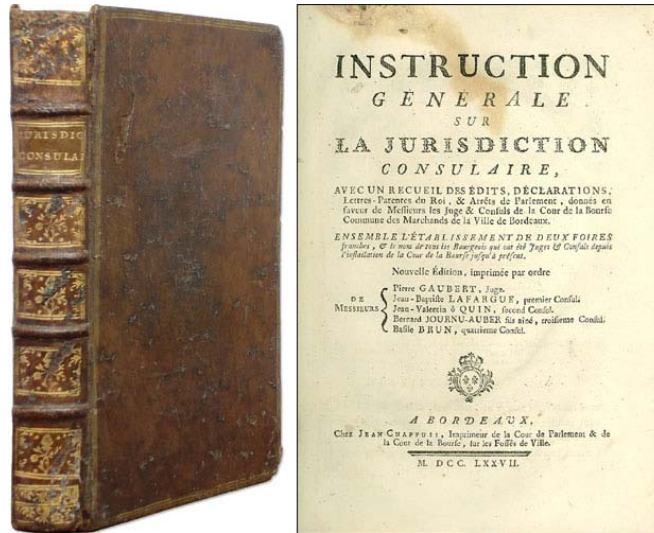 JURISDIC
CONSULAI
INSTRUCTION
GÉNÉRALE
SUR
LA JURISDICTION
CONSULAIRE,
AVEC UN RECUEIL DES ÉDITS, DÉCLARATIONS,
Lettres-Patentes du Roi, & Arrêts de Parlement, donnés en
faveur de Messieurs les Juge & Consuls de la Cour de la Bourse
Commune des Marchands de la Ville de Bordeaux.
ENSEMBLE L'ÉTABLISSEMENT DE DEUX FOIRES
franches, & le nom de tous les Bourgeois qui ont été Juges & Consuls depuis
l'installation de la Cour de la Bourse jusqu'à présent.
Nouvelle Édition, imprimée par ordre
DE MESSIEURS
Pierre GAUBERT, Juge.
Jean-Baptiste LAFARGUE, premier Consul.
Jean-Valentin ô QUIN, second Consul.
Bernard JOURNU-AUBER fils aîné, troisieme Consul.
Basile BRUN, quatrieme Consul.
A BORDEAUX,
Chez JEAN CHAPPUIS, Imprimeur de la Cour de Parlement & de
la Cour de la Bourse, sur les Fossés de Ville.
M. DCC. LXXVII.